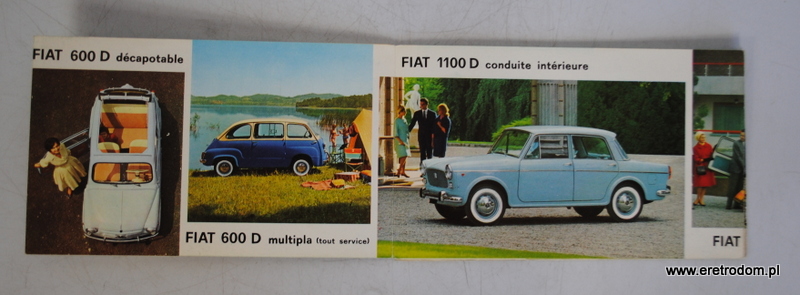 FIAT 600 D décapotable
FIAT 600 D multipla (tout service)
FIAT 1100 D conduite intérieure
FIAT
www.eretrodom.pl